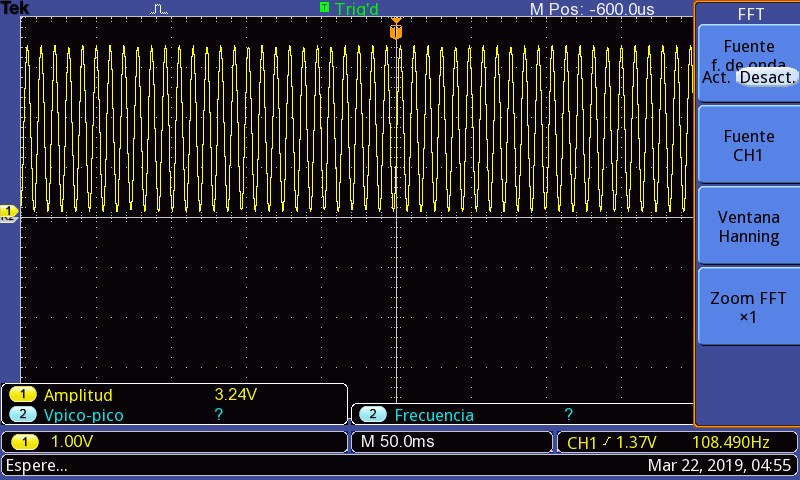 Tek
T Trig'd
M Pos: -600.0us
FFT
T
Fuente
f. de onda
Act. Desact.
Fuente
CH1
Ventana
Hanning
Zoom FFT
×1
1
1 Amplitud 3.24V
2 Vpico-pico ?
2 Frecuencia ?
1 1.00V
M 50.0ms
CH1 1.37V 108.490Hz
Espere...
Mar 22, 2019, 04:55